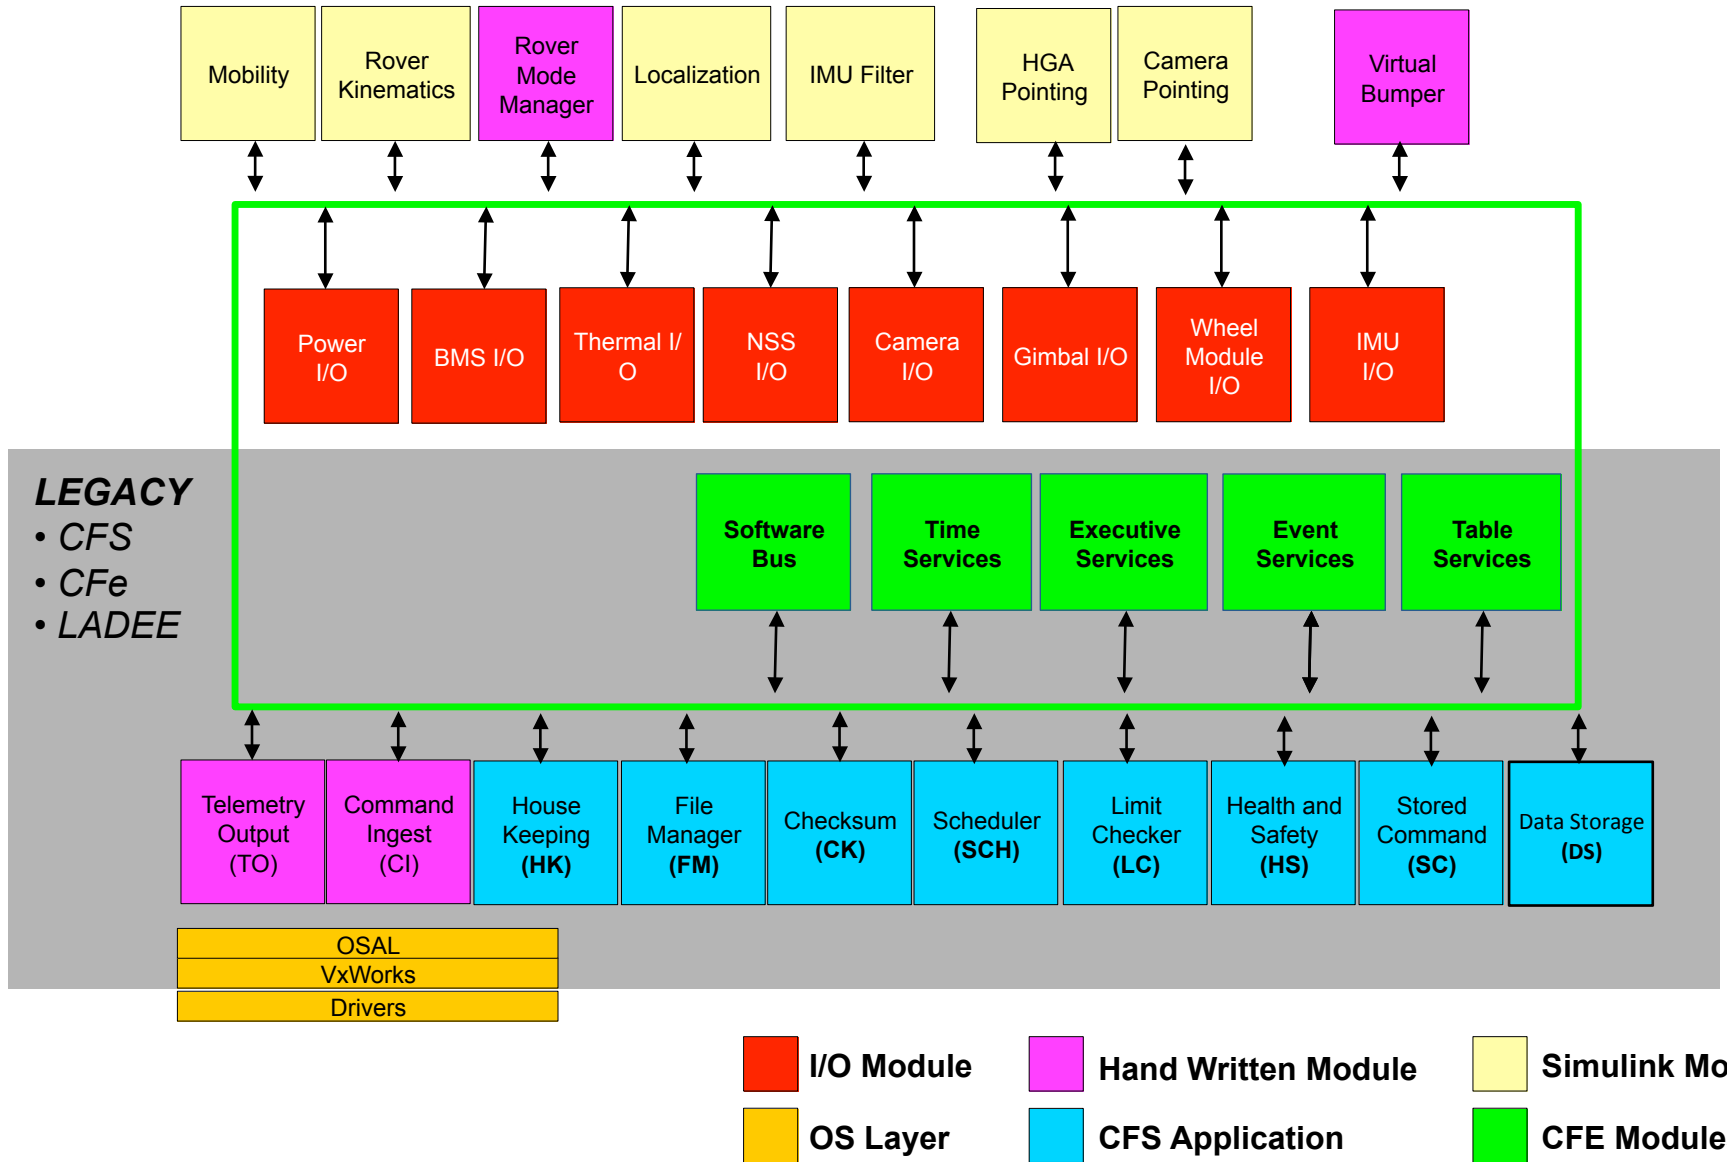 Mobility
Rover
Kinematics
Rover
Mode
Manager
Localization
IMU Filter
HGA
Pointing
Camera
Pointing
Virtual
Bumper
Power
I/O
BMS I/O
Thermal I/
O
NSS
I/O
Camera
I/O
Gimbal I/O
Wheel
Module
I/O
IMU
I/O
LEGACY
• CFS
• CFe
• LADEE
Software
Bus
Time
Services
Executive
Services
Event
Services
Table
Services
Telemetry
Output
(TO)
Command
Ingest
(CI)
House
Keeping
(HK)
File
Manager
(FM)
Checksum
(CK)
Scheduler
(SCH)
Limit
Checker
(LC)
Health and
Safety
(HS)
Stored
Command
(SC)
Data Storage
(DS)
OSAL
VxWorks
Drivers
I/O Module
Hand Written Module
Simulink Mo
OS Layer
CFS Application
CFE Module